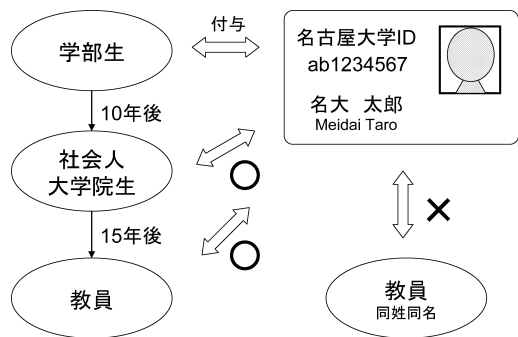 学部生
付与
名古屋大学ID
ab1234567
名大 太郎
Meidai Taro
10年後
社会人
大学院生
15年後
教員
教員
同姓同名